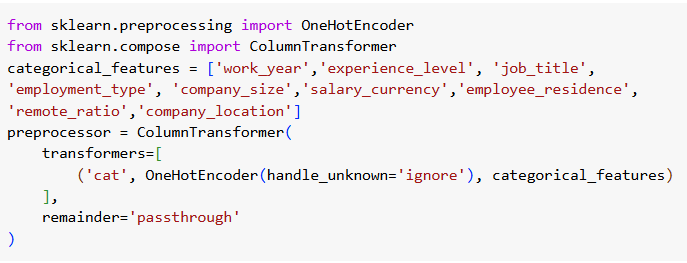 from sklearn.preprocessing import OneHotEncoder
from sklearn.compose import ColumnTransformer
categorical_features = ['work_year','experience_level', 'job_title',
'employment_type', 'company_size','salary_currency','employee_residence',
'remote_ratio','company_location']
preprocessor = ColumnTransformer(
    transformers=[
        ('cat', OneHotEncoder(handle_unknown='ignore'), categorical_features)
    ],
    remainder='passthrough'
)